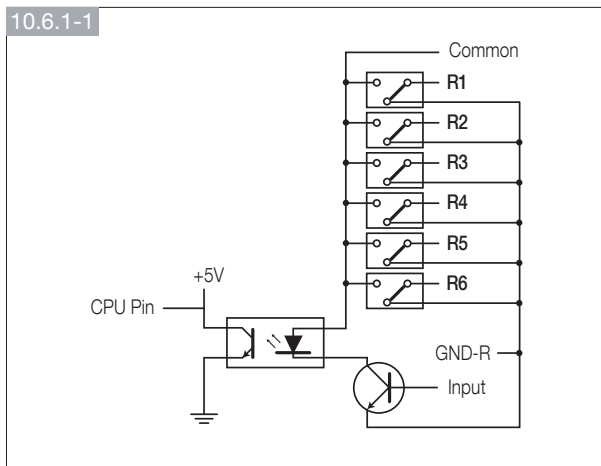 10.6.1-1
Common
R1
R2
R3
R4
R5
R6
+5V
CPU Pin
GND-R
Input